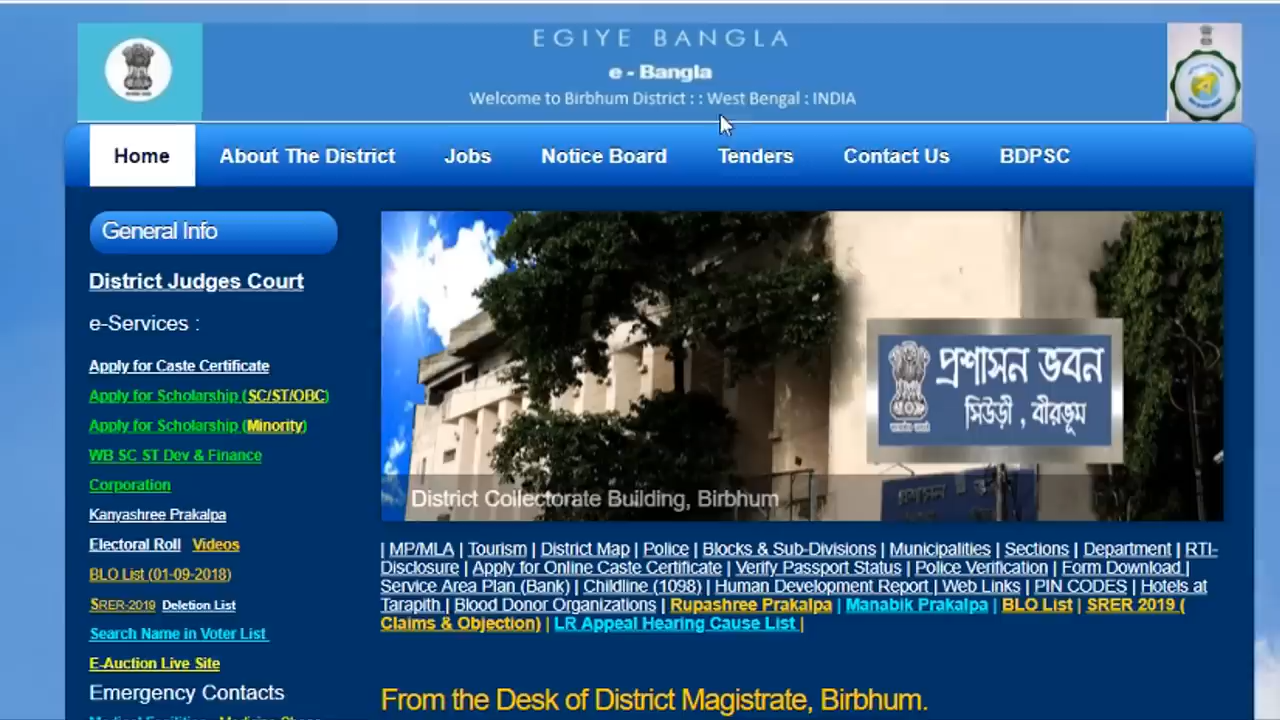 EGIYE BANGLA
e - Bangla
Welcome to Birbhum District : : West Bengal : INDIA
Home About The District Jobs Notice Board Tenders Contact Us BDPSC
General Info
District Judges Court
e-Services :
Apply for Caste Certificate
Apply for Scholarship (SC/ST/OBC)
Apply for Scholarship (Minority)
WB SC ST Dev & Finance
Corporation
Kanyashree Prakalpa
Electoral Roll Videos
BLO List (01-09-2018)
SRER-2019 Deletion List
Search Name in Voter List
E-Auction Live Site
Emergency Contacts
প্রশাসন ভবন
সিউড়ী , বীরভূম
District Collectorate Building, Birbhum
| MP/MLA | Tourism | District Map | Police | Blocks & Sub-Divisions | Municipalities | Sections | Department | RTI-
Disclosure | Apply for Online Caste Certificate | Verify Passport Status | Police Verification | Form Download |
Service Area Plan (Bank) | Childline (1098) | Human Development Report | Web Links | PIN CODES | Hotels at
Tarapith | Blood Donor Organizations | Rupashree Prakalpa | Manabik Prakalpa | BLO List | SRER 2019 (
Claims & Objection) | LR Appeal Hearing Cause List |
From the Desk of District Magistrate, Birbhum.